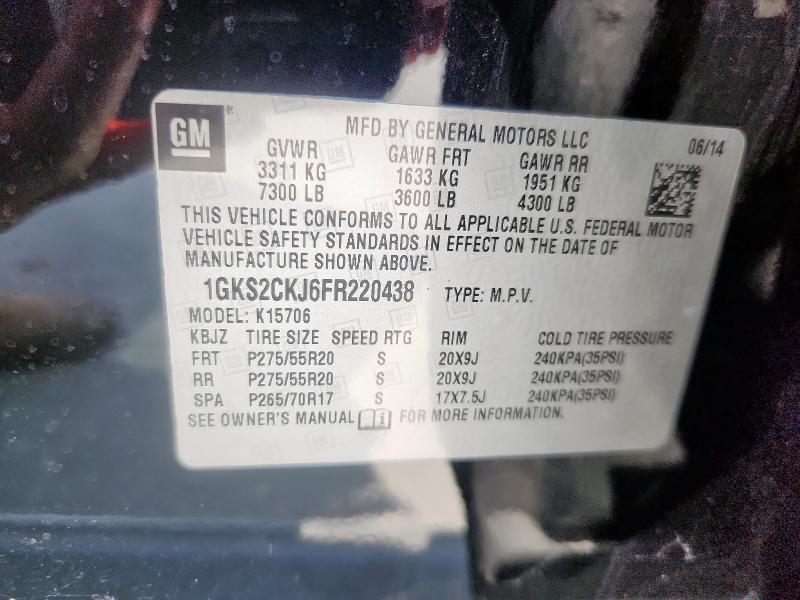 GM®
MFD BY GENERAL MOTORS LLC 06/14
GVWR GAWR FRT GAWR RR
3311 KG 1633 KG 1951 KG
7300 LB 3600 LB 4300 LB
THIS VEHICLE CONFORMS TO ALL APPLICABLE U.S. FEDERAL MOTOR
VEHICLE SAFETY STANDARDS IN EFFECT ON THE DATE OF
MANUFACTURE SHOWN ABOVE.
1GKS2CKJ6FR220438 TYPE: M.P.V.
MODEL: K15706
KBJZ TIRE SIZE SPEED RTG RIM COLD TIRE PRESSURE
FRT P275/55R20 S 20X9J 240KPA(35PSI)
RR P275/55R20 S 20X9J 240KPA(35PSI)
SPA P265/70R17 S 17X7.5J 240KPA(35PSI)
SEE OWNER'S MANUAL i FOR MORE INFORMATION.